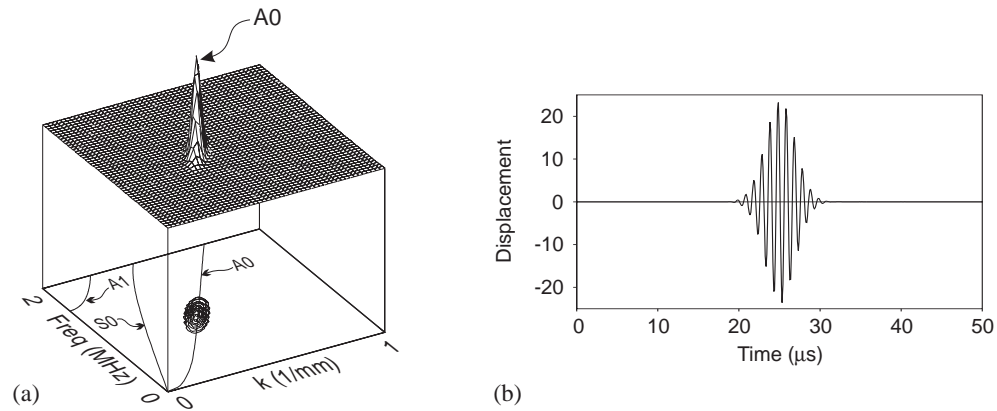 A0
A0
A1
S0
2
Freq (MHz)
0
0
k (1/mm)
1
(a)
20
10
0
-10
-20
Displacement
0
10
20
30
40
50
Time (μs)
(b)